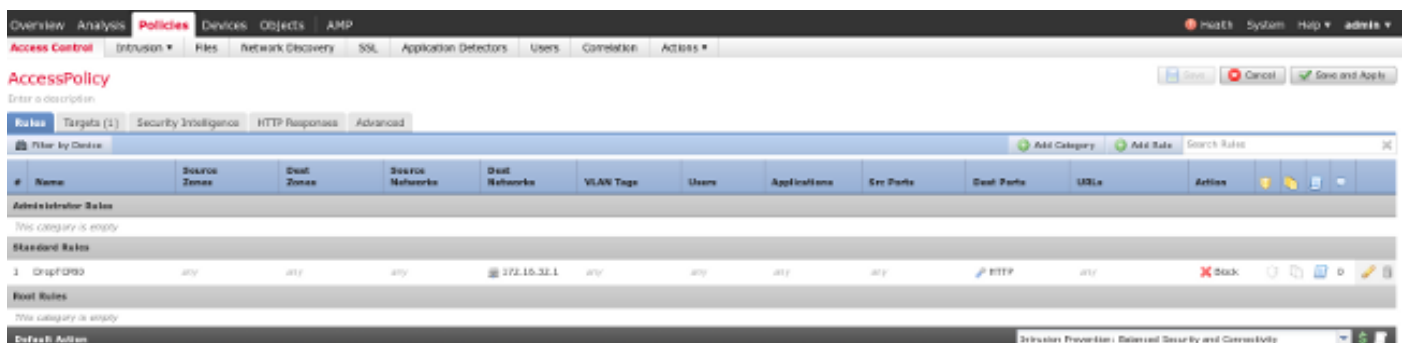 Overview Analysis Policies Devices Objects AMP Health System Help admin
Access Control Intrusion Files Network Discovery SSL Application Detectors Users Correlation Actions
AccessPolicy
Save Cancel Save and Apply
Enter a description
Rules Targets (1) Security Intelligence HTTP Responses Advanced
Filter by Device Add Category Add Rule Search Rules
# Name Source Zones Dest Zones Source Networks Dest Networks VLAN Tags Users Applications Src Ports Dest Ports URLs Action
Administrator Rules
This category is empty
Standard Rules
1 DropTCP80 any any any 172.16.32.1 any any any any HTTP any Block 0
Root Rules
This category is empty
Default Action Intrusion Prevention: Balanced Security and Connectivity